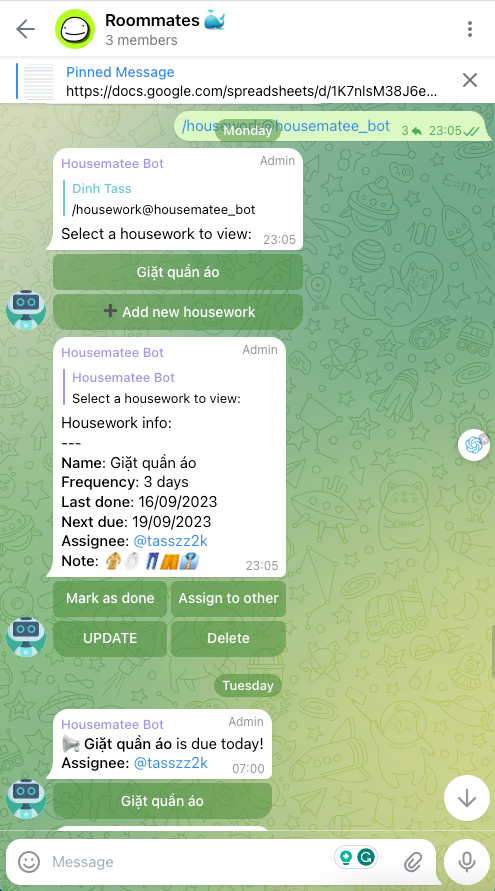 Roommates 🐳
3 members
Pinned Message
https://docs.google.com/spreadsheets/d/1K7nlsM38J6e...
/housework@housematee_bot 3 23:05
Monday
Housematee Bot Admin
Dinh Tass
/housework@housematee_bot
Select a housework to view: 23:05
Giặt quần áo
➕ Add new housework
Housematee Bot Admin
Housematee Bot
Select a housework to view:
Housework info:
---
Name: Giặt quần áo
Frequency: 3 days
Last done: 16/09/2023
Next due: 19/09/2023
Assignee: @tasszz2k
Note: 23:05
Mark as done Assign to other
UPDATE Delete
Tuesday
Housematee Bot Admin
📢 Giặt quần áo is due today!
Assignee: @tasszz2k 07:00
Giặt quần áo
Message